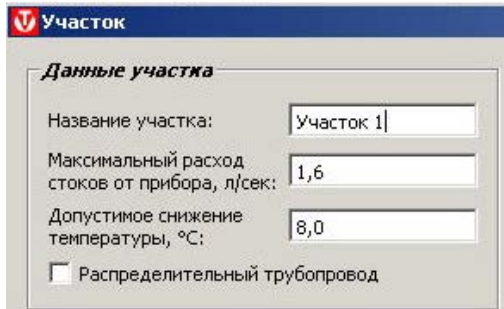 Участок
Данные участка
Название участка: Участок 1
Максимальный расход
стоков от прибора, л/сек: 1,6
Допустимое снижение
температуры, °C: 8,0
Распределительный трубопровод